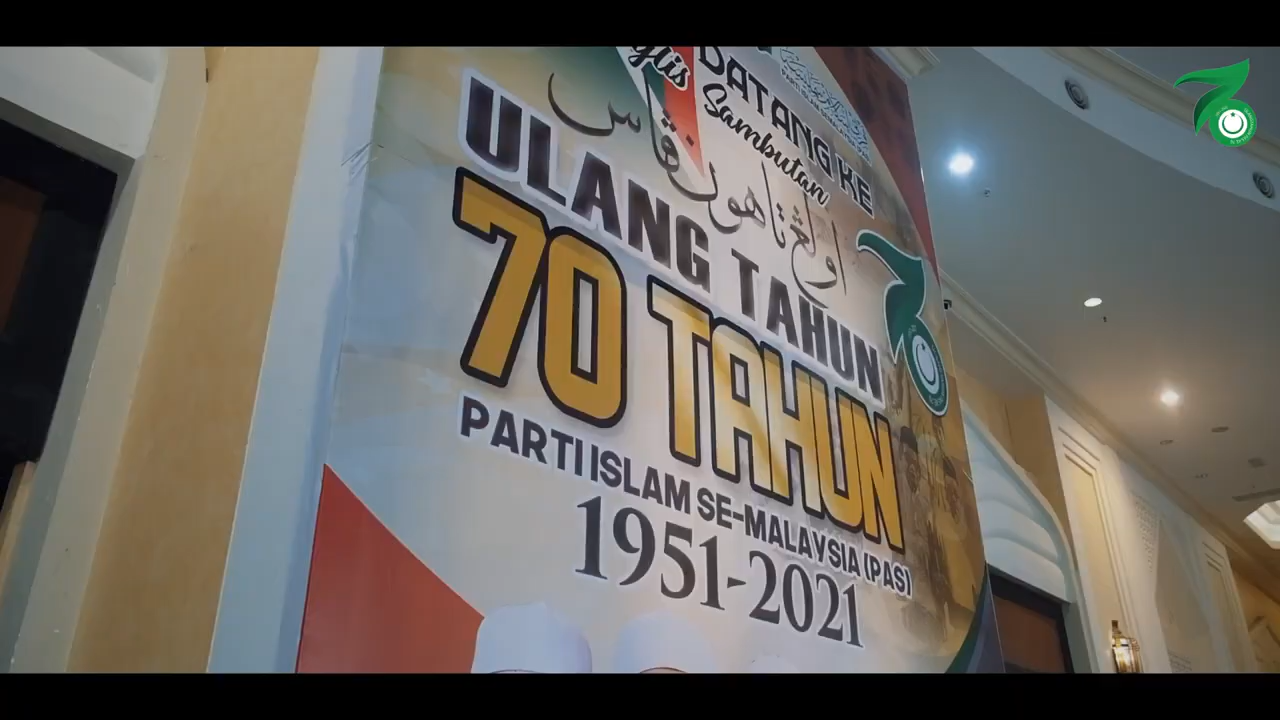 DATANG KE
Sambutan
اولڠ تاهون ڤاس
ULANG TAHUN
70 TAHUN
PARTI ISLAM SE-MALAYSIA (PAS)
1951-2021